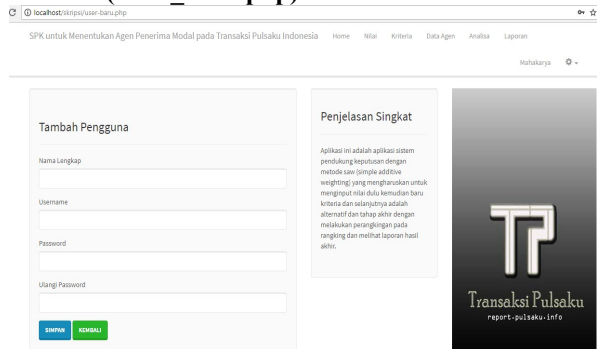 localhost/skripsi/user-baru.php
SPK untuk Menentukan Agen Penerima Modal pada Transaksi Pulsaku Indonesia Home Nilai Kriteria Data Agen Analisa Laporan
Mahakarya
Tambah Pengguna
Nama Lengkap
Username
Password
Ulangi Password
SIMPAN KEMBALI
Penjelasan Singkat
Aplikasi ini adalah aplikasi sistem
pendukung keputusan dengan
metode saw (simple additive
weighting) yang mengharuskan untuk
menginput nilai dulu kemudian baru
kriteria dan selanjutnya adalah
alternatif dan tahap akhir dengan
melakukan perangkingan pada
rangking dan melihat laporan hasil
akhir.
TP
Transaksi Pulsaku
report-pulsaku.info